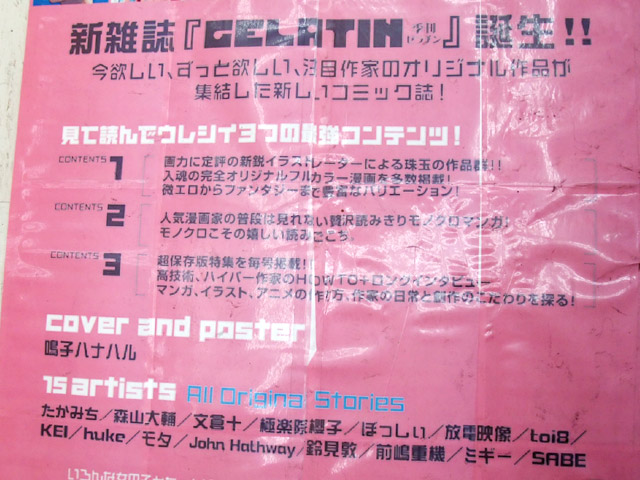 新雑誌『GELATIN 季刊ゼラチン』誕生!!
今欲しい、ずっと欲しい、注目作家のオリジナル作品が
集結した新しいコミック誌!
見て読んでウレシイ3つの最強コンテンツ!
CONTENTS 1
画力に定評の新鋭イラストレーターによる珠玉の作品群!!
入魂の完全オリジナルフルカラー漫画を多数掲載!
微エロからファンタジーまで豊富なバリエーション!
CONTENTS 2
人気漫画家の普段は見れない贅沢読みきりモノクロマンガ!
モノクロこその嬉しい読みごこち。
CONTENTS 3
超保存版特集を毎号掲載!!
高技術、ハイパー作家のHOW TO+ロングインタビュー
マンガ、イラスト、アニメの作り方、作家の日常と創作のこだわりを探る!
cover and poster
鳴子ハナハル
15 artists All Original Stories
たかみち/森山大輔/文倉十/極楽院櫻子/ぽっしぃ/放電映像/toi8/
KEI/huke/モタ/John Hathway/鈴見敦/前嶋重機/ミギー/SABE